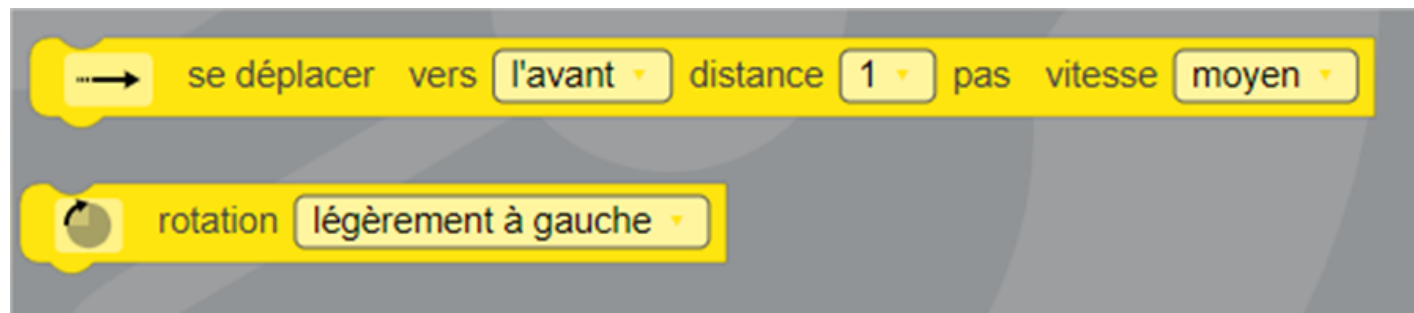 se déplacer vers l'avant distance 1 pas vitesse moyen
rotation légèrement à gauche